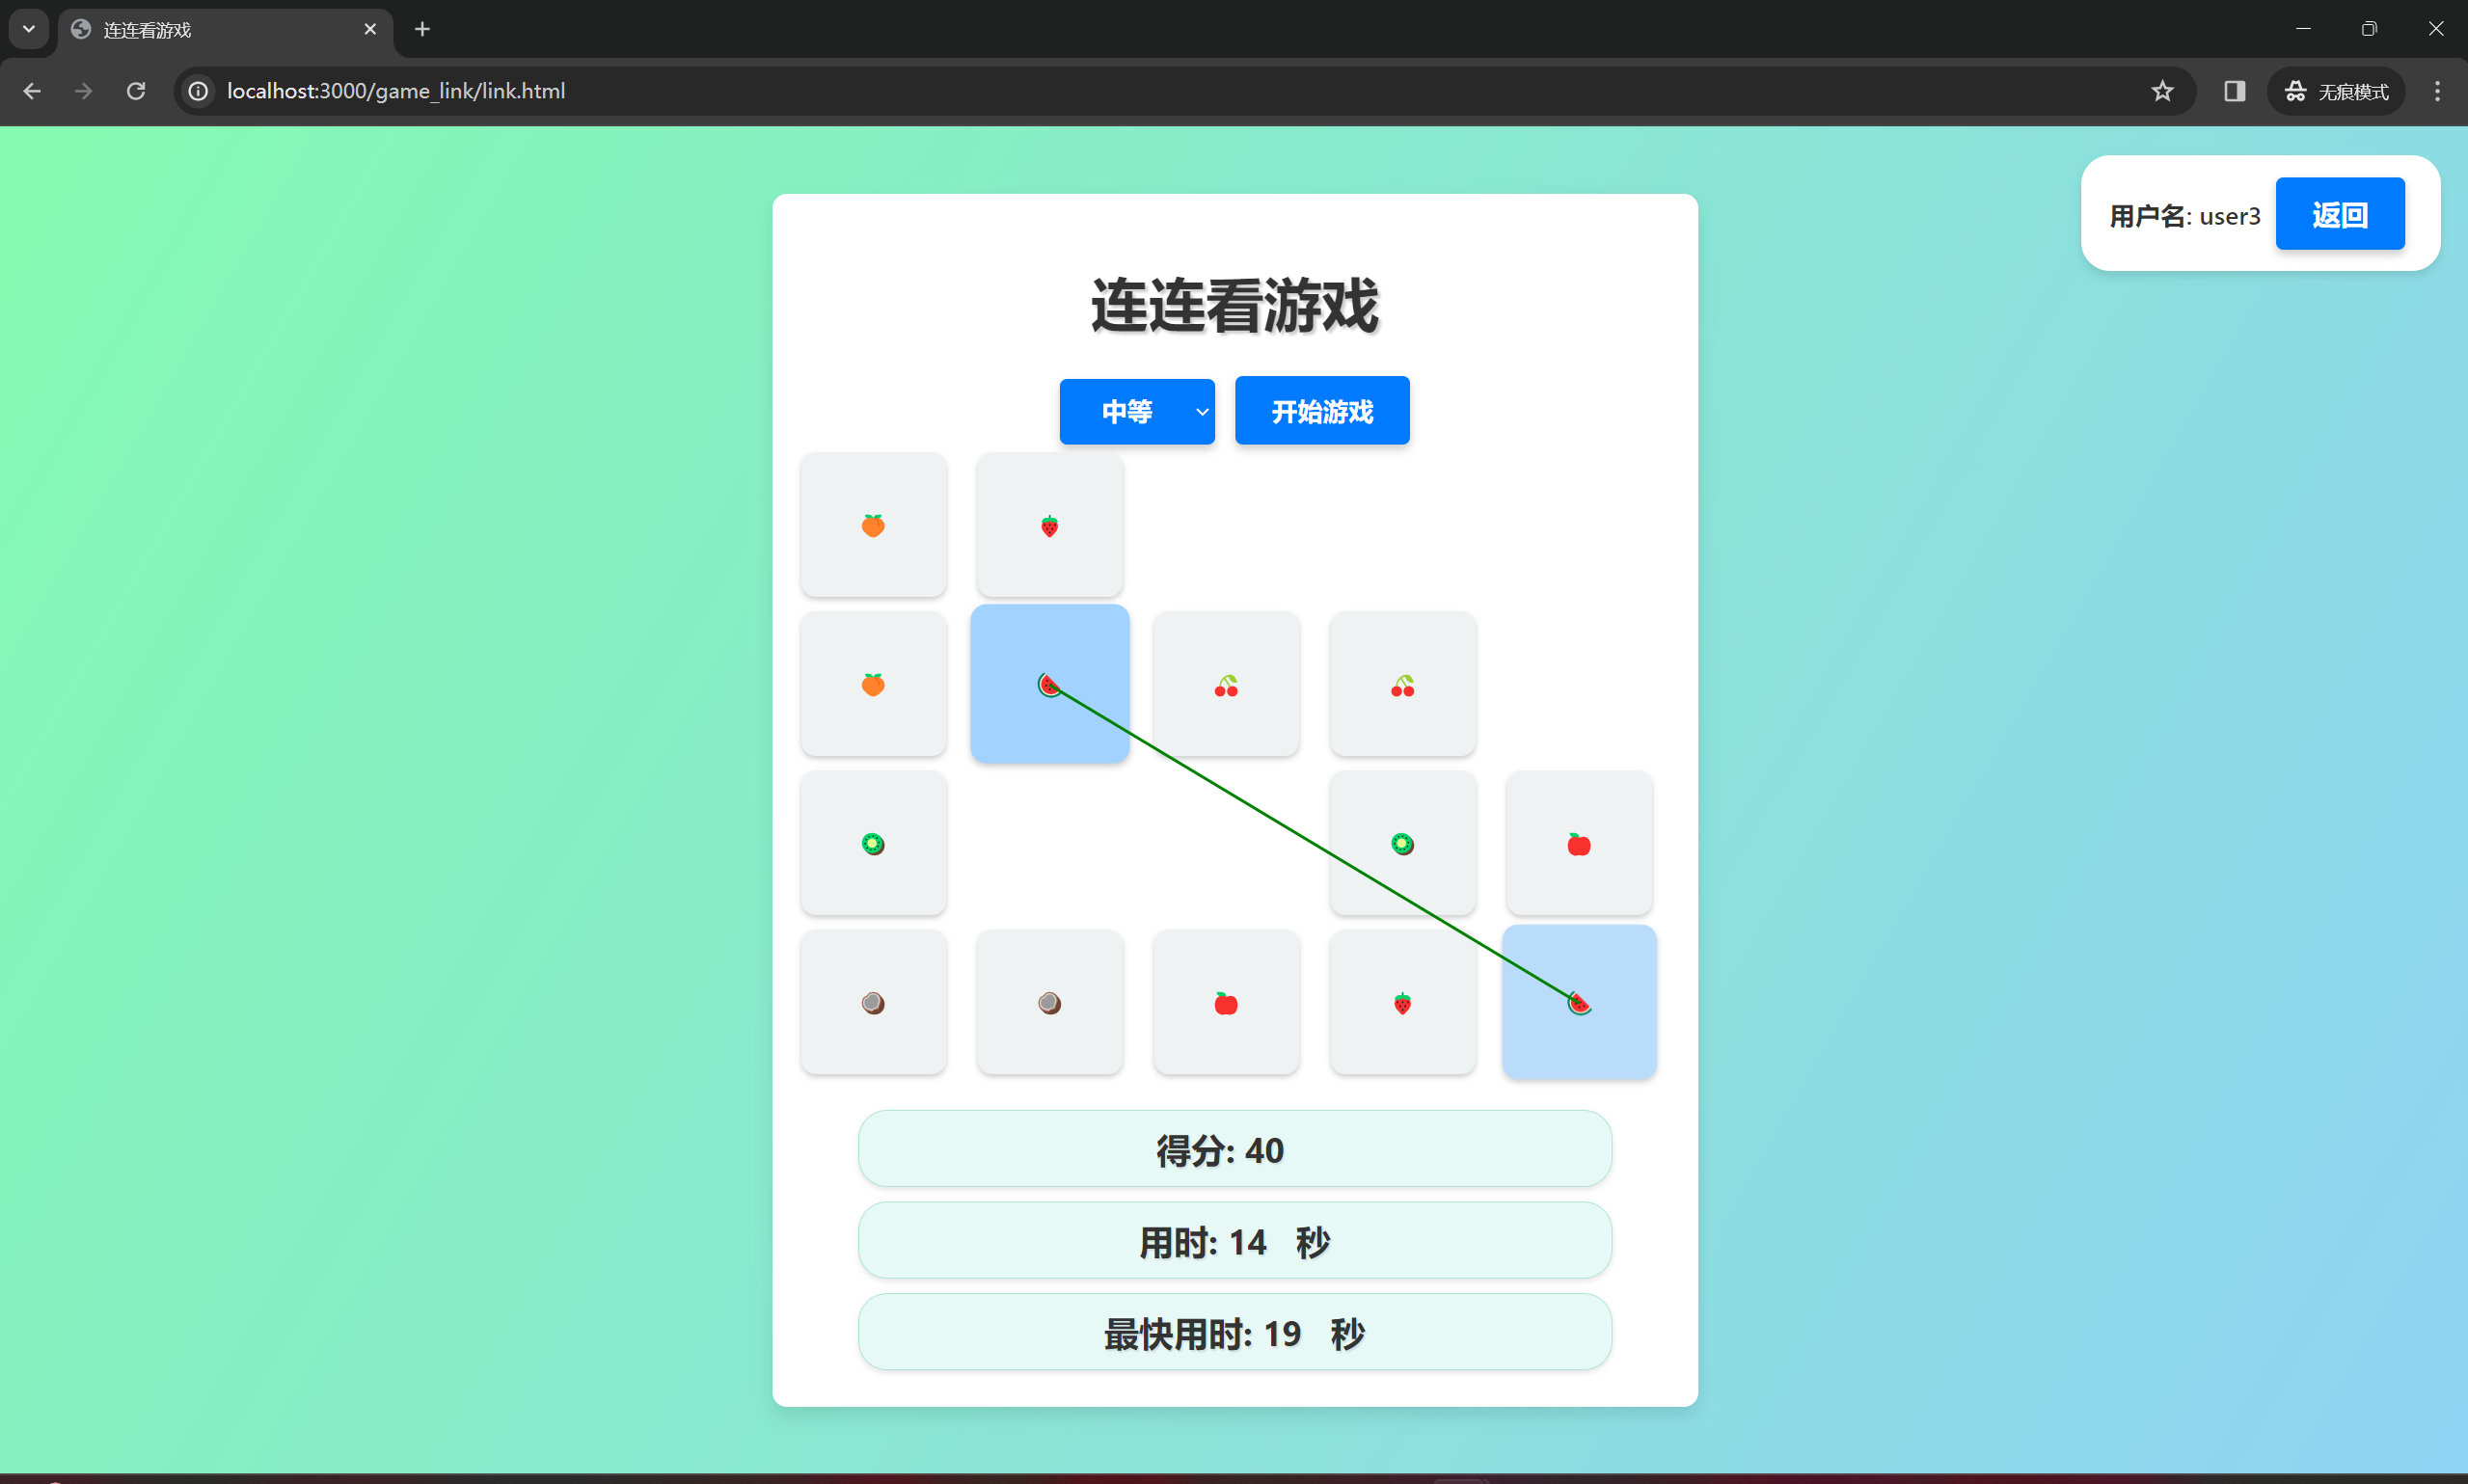 连连看游戏
localhost:3000/game_link/link.html
无痕模式
用户名: user3 返回
连连看游戏
中等 开始游戏
得分: 40
用时: 14 秒
最快用时: 19 秒